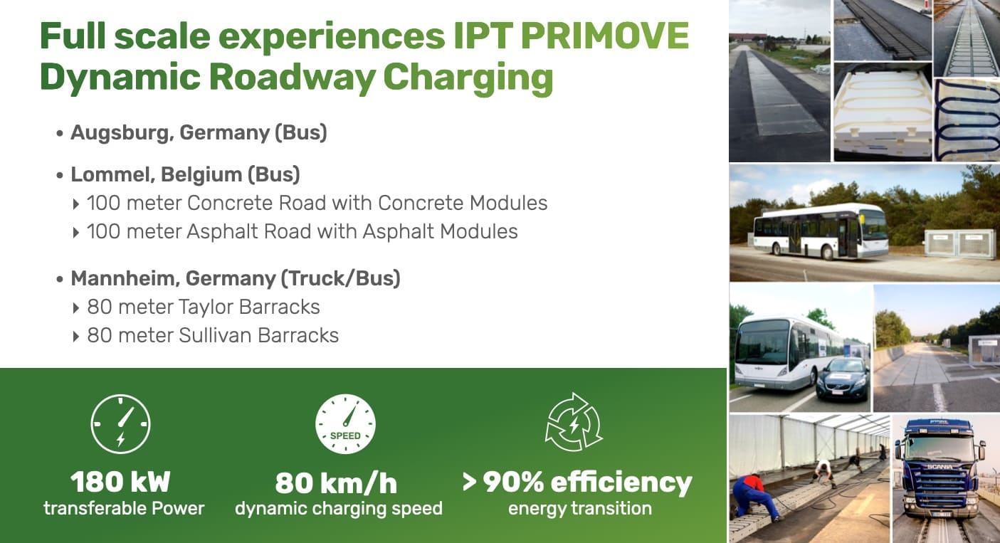 Full scale experiences IPT PRIMOVE
Dynamic Roadway Charging
• Augsburg, Germany (Bus)
• Lommel, Belgium (Bus)
100 meter Concrete Road with Concrete Modules
100 meter Asphalt Road with Asphalt Modules
• Mannheim, Germany (Truck/Bus)
80 meter Taylor Barracks
80 meter Sullivan Barracks
SPEED
180 kW
transferable Power
80 km/h
dynamic charging speed
> 90% efficiency
energy transition
primove
SCANIA